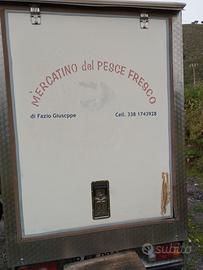 MERCATINO del PESCE FRESCO
di Fazio Giuseppe
Cell. 338 1743928
subito